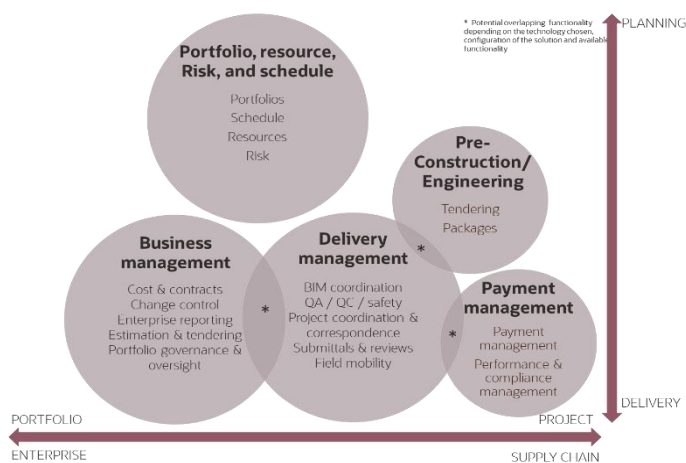 * Potential overlapping functionality
depending on the technology chosen,
configuration of the solution and available
functionality
PLANNING
Portfolio, resource,
Risk, and schedule
Portfolios
Schedule
Resources
Risk
Pre-
Construction/
Engineering
Tendering
Packages
Business
management
Cost & contracts
Change control
Enterprise reporting
Estimation & tendering
Portfolio governance &
oversight
*
Delivery
management
*
BIM coordination
QA / QC / safety
Project coordination &
correspondence
Submittals & reviews
Field mobility
*
Payment
management
Payment
management
Performance &
compliance
management
DELIVERY
PORTFOLIO
PROJECT
ENTERPRISE
SUPPLY CHAIN